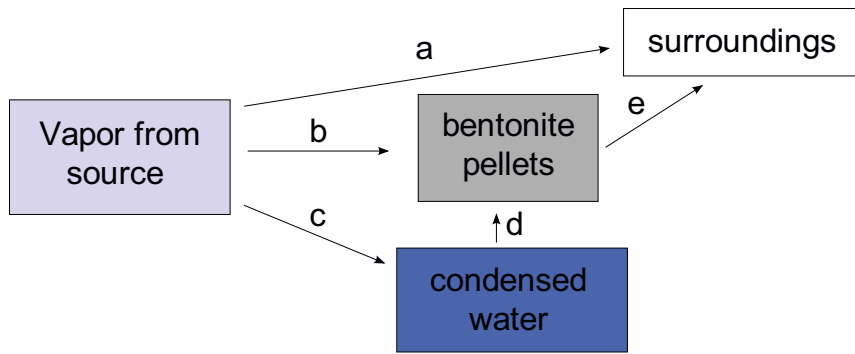 surroundings
a
e
Vapor from
source
b
bentonite
pellets
c
d
condensed
water